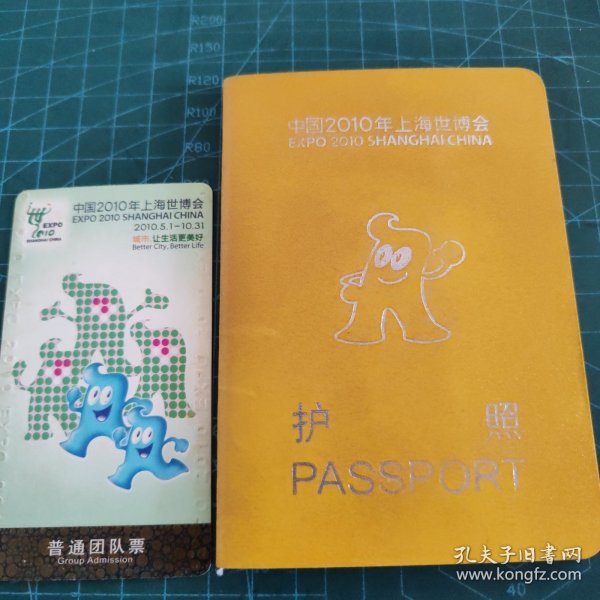 R200
R150
R120
R100
R80
EXPO
2010
SHANGHAI CHINA
中国2010年上海世博会
EXPO 2010 SHANGHAI CHINA
2010.5.1-10.31
城市,让生活更美好
Better City, Better Life
普通团队票
Group Admission
中国2010年上海世博会
EXPO 2010 SHANGHAI CHINA
护 照
PASSPORT
孔夫子旧书网
www.kongfz.com
40